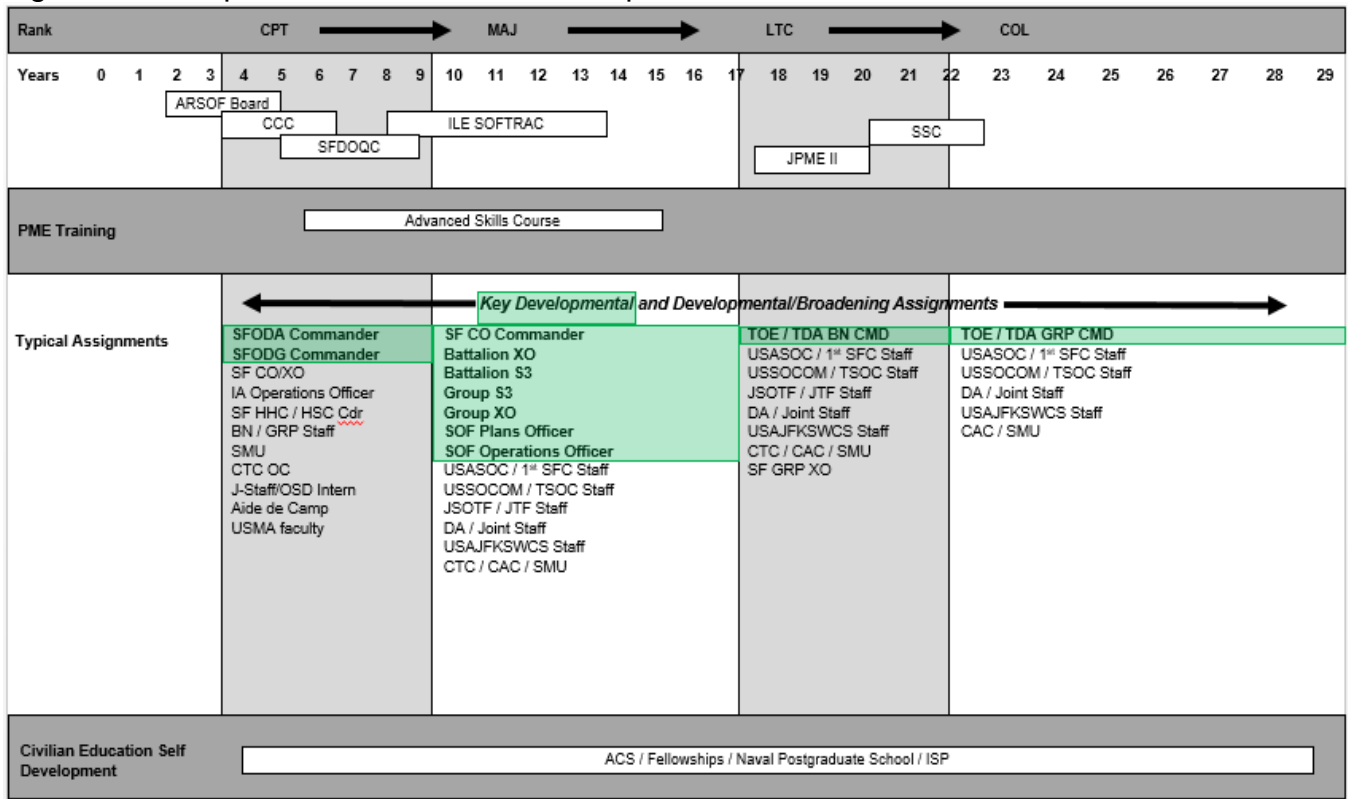 Rank CPT MAJ LTC COL
Years 0 1 2 3 4 5 6 7 8 9 10 11 12 13 14 15 16 17 18 19 20 21 22 23 24 25 26 27 28 29
ARSOF Board
CCC
ILE SOFTRAC
SSC
SFDOQC
JPME II
PME Training
Advanced Skills Course
Key Developmental and Developmental/Broadening Assignments
Typical Assignments
SFODA Commander
SFODG Commander
SF CO/XO
IA Operations Officer
SF HHC / HSC Cdr
BN / GRP Staff
SMU
CTC OC
J-Staff/OSD Intern
Aide de Camp
USMA faculty
SF CO Commander
Battalion XO
Battalion S3
Group S3
Group XO
SOF Plans Officer
SOF Operations Officer
USASOC / 1st SFC Staff
USSOCOM / TSOC Staff
JSOTF / JTF Staff
DA / Joint Staff
USAJFKSWCS Staff
CTC / CAC / SMU
TOE / TDA BN CMD
USASOC / 1st SFC Staff
USSOCOM / TSOC Staff
JSOTF / JTF Staff
DA / Joint Staff
USAJFKSWCS Staff
CTC / CAC / SMU
SF GRP XO
TOE / TDA GRP CMD
USASOC / 1st SFC Staff
USSOCOM / TSOC Staff
DA / Joint Staff
USAJFKSWCS Staff
CAC / SMU
Civilian Education Self
Development
ACS / Fellowships / Naval Postgraduate School / ISP